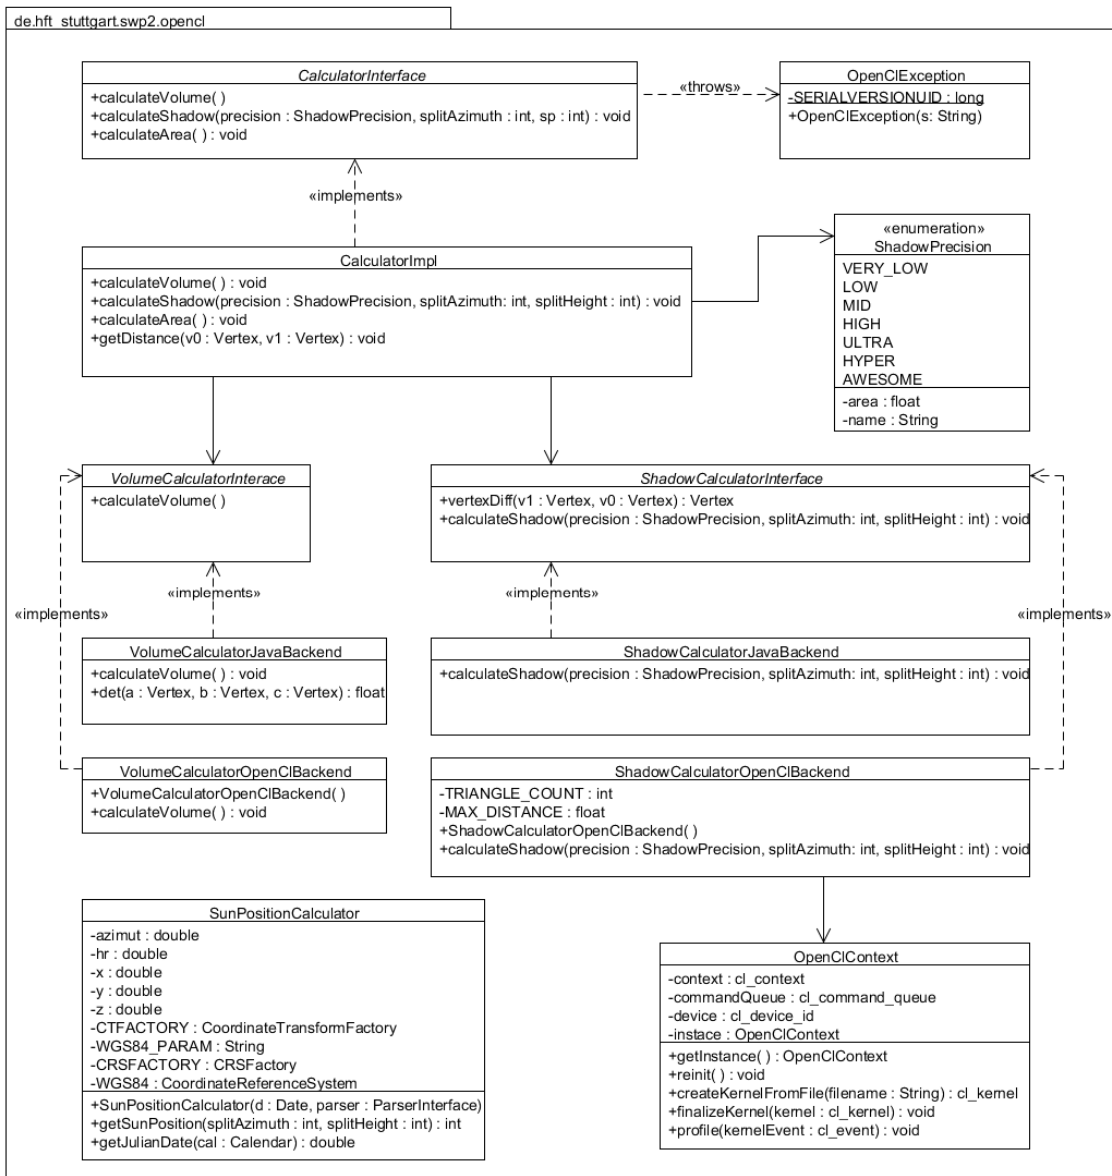 de.hft_stuttgart.swp2.opencl
CalculatorInterface
+calculateVolume( )
+calculateShadow(precision : ShadowPrecision, splitAzimuth : int, sp : int) : void
+calculateArea( ) : void
«throws»
OpenClException
-SERIALVERSIONUID : long
+OpenClException(s: String)
«implements»
CalculatorImpl
+calculateVolume( ) : void
+calculateShadow(precision : ShadowPrecision, splitAzimuth: int, splitHeight : int) : void
+calculateArea( ) : void
+getDistance(v0 : Vertex, v1 : Vertex) : void
«enumeration»
ShadowPrecision
VERY_LOW
LOW
MID
HIGH
ULTRA
HYPER
AWESOME
-area : float
-name : String
VolumeCalculatorInterace
+calculateVolume( )
ShadowCalculatorInterface
+vertexDiff(v1 : Vertex, v0 : Vertex) : Vertex
+calculateShadow(precision : ShadowPrecision, splitAzimuth: int, splitHeight : int) : void
«implements»
«implements»
«implements»
«implements»
VolumeCalculatorJavaBackend
+calculateVolume( ) : void
+det(a : Vertex, b : Vertex, c : Vertex) : float
ShadowCalculatorJavaBackend
+calculateShadow(precision : ShadowPrecision, splitAzimuth: int, splitHeight : int) : void
VolumeCalculatorOpenClBackend
+VolumeCalculatorOpenClBackend( )
+calculateVolume( ) : void
ShadowCalculatorOpenClBackend
-TRIANGLE_COUNT : int
-MAX_DISTANCE : float
+ShadowCalculatorOpenClBackend( )
+calculateShadow(precision : ShadowPrecision, splitAzimuth: int, splitHeight : int) : void
SunPositionCalculator
-azimut : double
-hr : double
-x : double
-y : double
-z : double
-CTFACTORY : CoordinateTransformFactory
-WGS84_PARAM : String
-CRSFACTORY : CRSFactory
-WGS84 : CoordinateReferenceSystem
+SunPositionCalculator(d : Date, parser : ParserInterface)
+getSunPosition(splitAzimuth : int, splitHeight : int) : int
+getJulianDate(cal : Calendar) : double
OpenClContext
-context : cl_context
-commandQueue : cl_command_queue
-device : cl_device_id
-instace : OpenClContext
+getInstance( ) : OpenClContext
+reinit( ) : void
+createKernelFromFile(filename : String) : cl_kernel
+finalizeKernel(kernel : cl_kernel) : void
+profile(kernelEvent : cl_event) : void